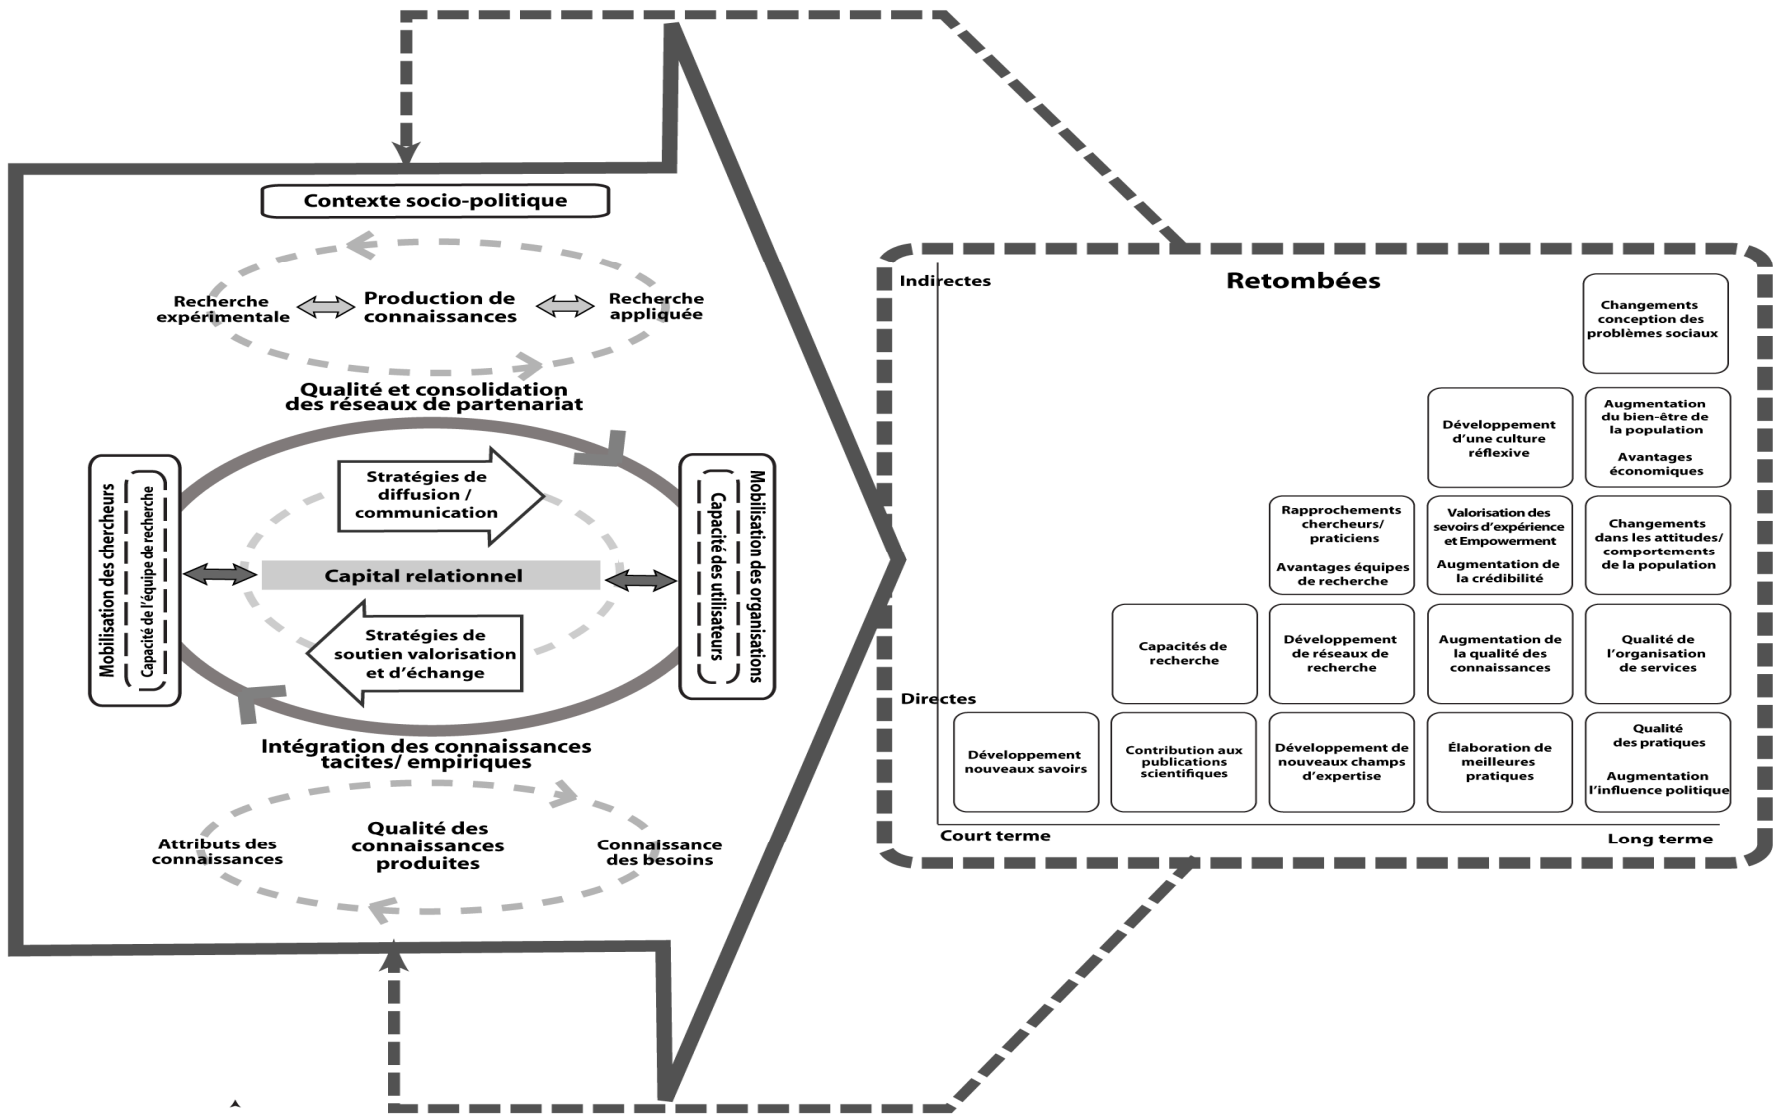 Contexte socio-politique
Recherche
expérimentale
Production de
connaissances
Recherche
appliquée
Qualité et consolidation
des réseaux de partenariat
Mobilisation des chercheurs
Capacité de l'équipe de recherche
Stratégies de
diffusion /
communication
Capital relationnel
Stratégies de
soutien valorisation
et d'échange
Capacité des utilisateurs
Mobilisation des organisations
Intégration des connaissances
tacites/ empiriques
Attributs des
connaissances
Qualité des
connaissances
produites
Connaissance
des besoins
Retombées
Indirectes
Directes
Changements
conception des
problèmes sociaux
Développement
d'une culture
réflexive
Augmentation
du bien-être de
la population
Avantages
économiques
Rapprochements
chercheurs/
praticiens
Avantages équipes
de recherche
Valorisation des
sevoirs d'expérience
et Empowerment
Augmentation de
la crédibilité
Changements
dans les attitudes/
comportements
de la population
Capacités de
recherche
Développement
de réseaux de
recherche
Augmentation de
la qualité des
connaissances
Qualité de
l'organisation
de services
Développement
nouveaux savoirs
Contribution aux
publications
scientifiques
Développement de
nouveaux champs
d'expertise
Élaboration de
meilleures
pratiques
Qualité
des pratiques
Augmentation
l'influence politique
Court terme
Long terme